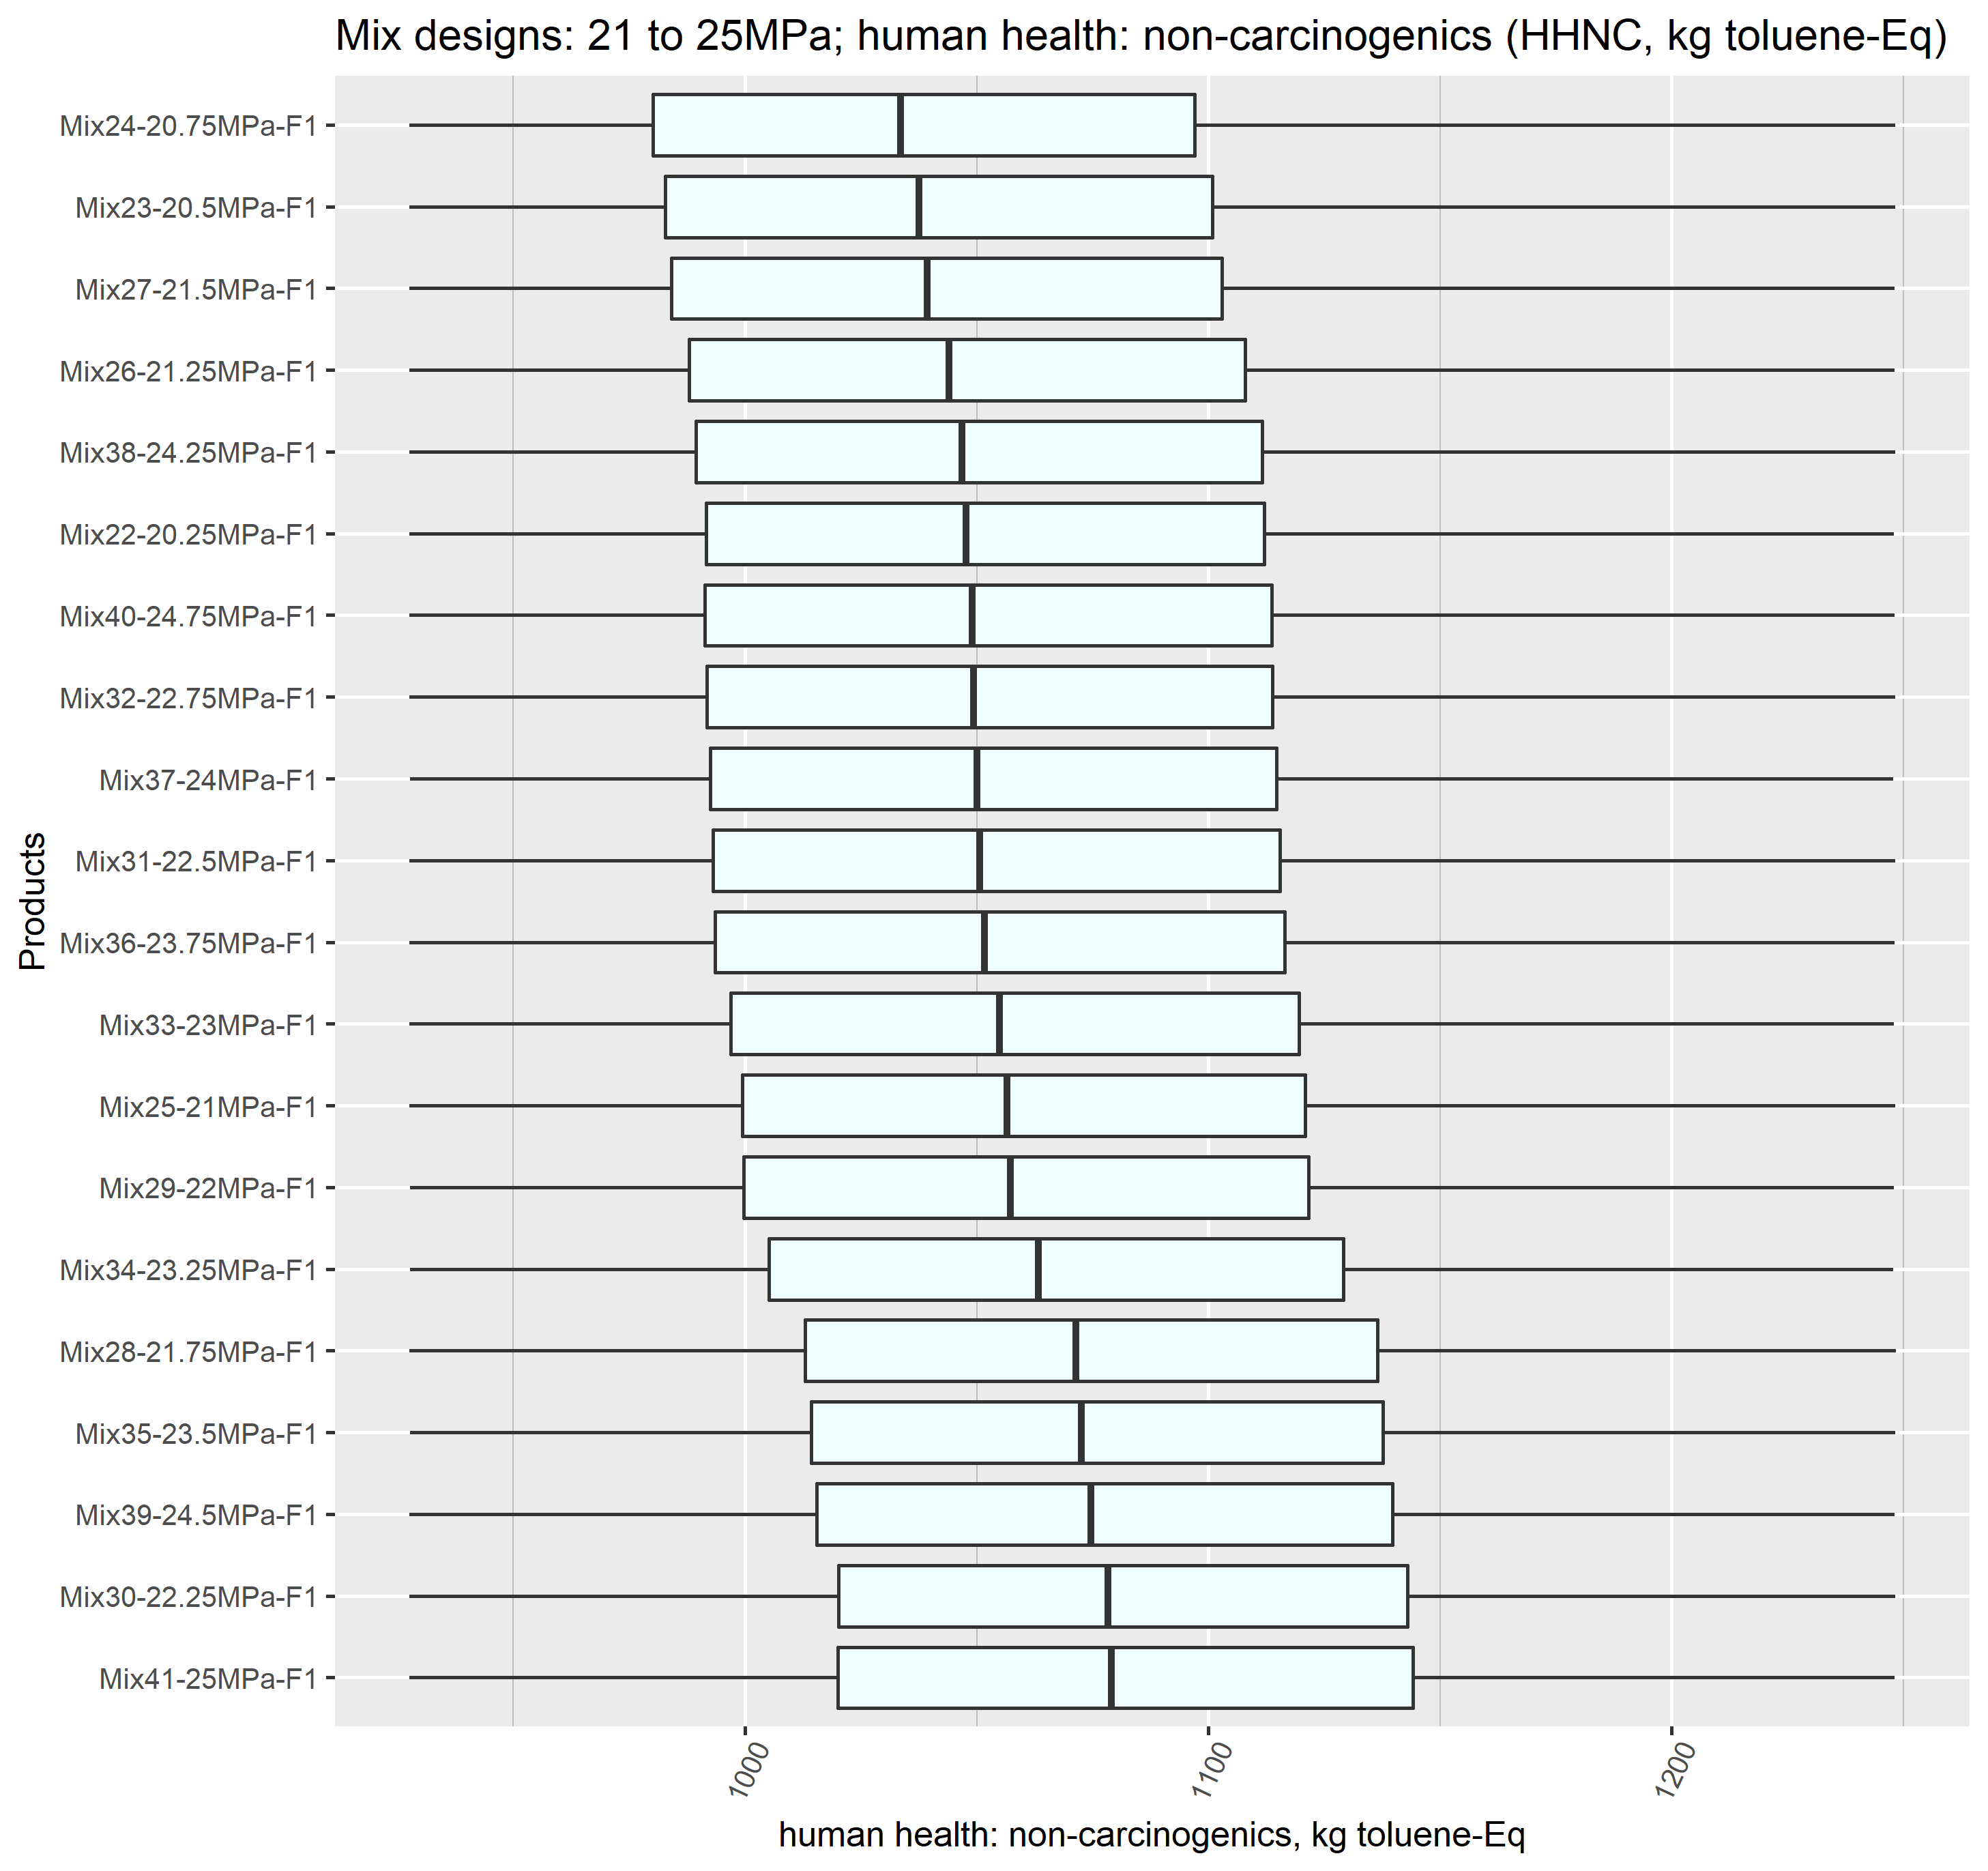 Mix designs: 21 to 25MPa; human health: non-carcinogenics (HHNC, kg toluene-Eq)
Mix24-20.75MPa-F1
Mix23-20.5MPa-F1
Mix27-21.5MPa-F1
Mix26-21.25MPa-F1
Mix38-24.25MPa-F1
Mix22-20.25MPa-F1
Mix40-24.75MPa-F1
Mix32-22.75MPa-F1
Mix37-24MPa-F1
Mix31-22.5MPa-F1
Mix36-23.75MPa-F1
Mix33-23MPa-F1
Mix25-21MPa-F1
Mix29-22MPa-F1
Mix34-23.25MPa-F1
Mix28-21.75MPa-F1
Mix35-23.5MPa-F1
Mix39-24.5MPa-F1
Mix30-22.25MPa-F1
Mix41-25MPa-F1
Products
1000 1100 1200
human health: non-carcinogenics, kg toluene-Eq